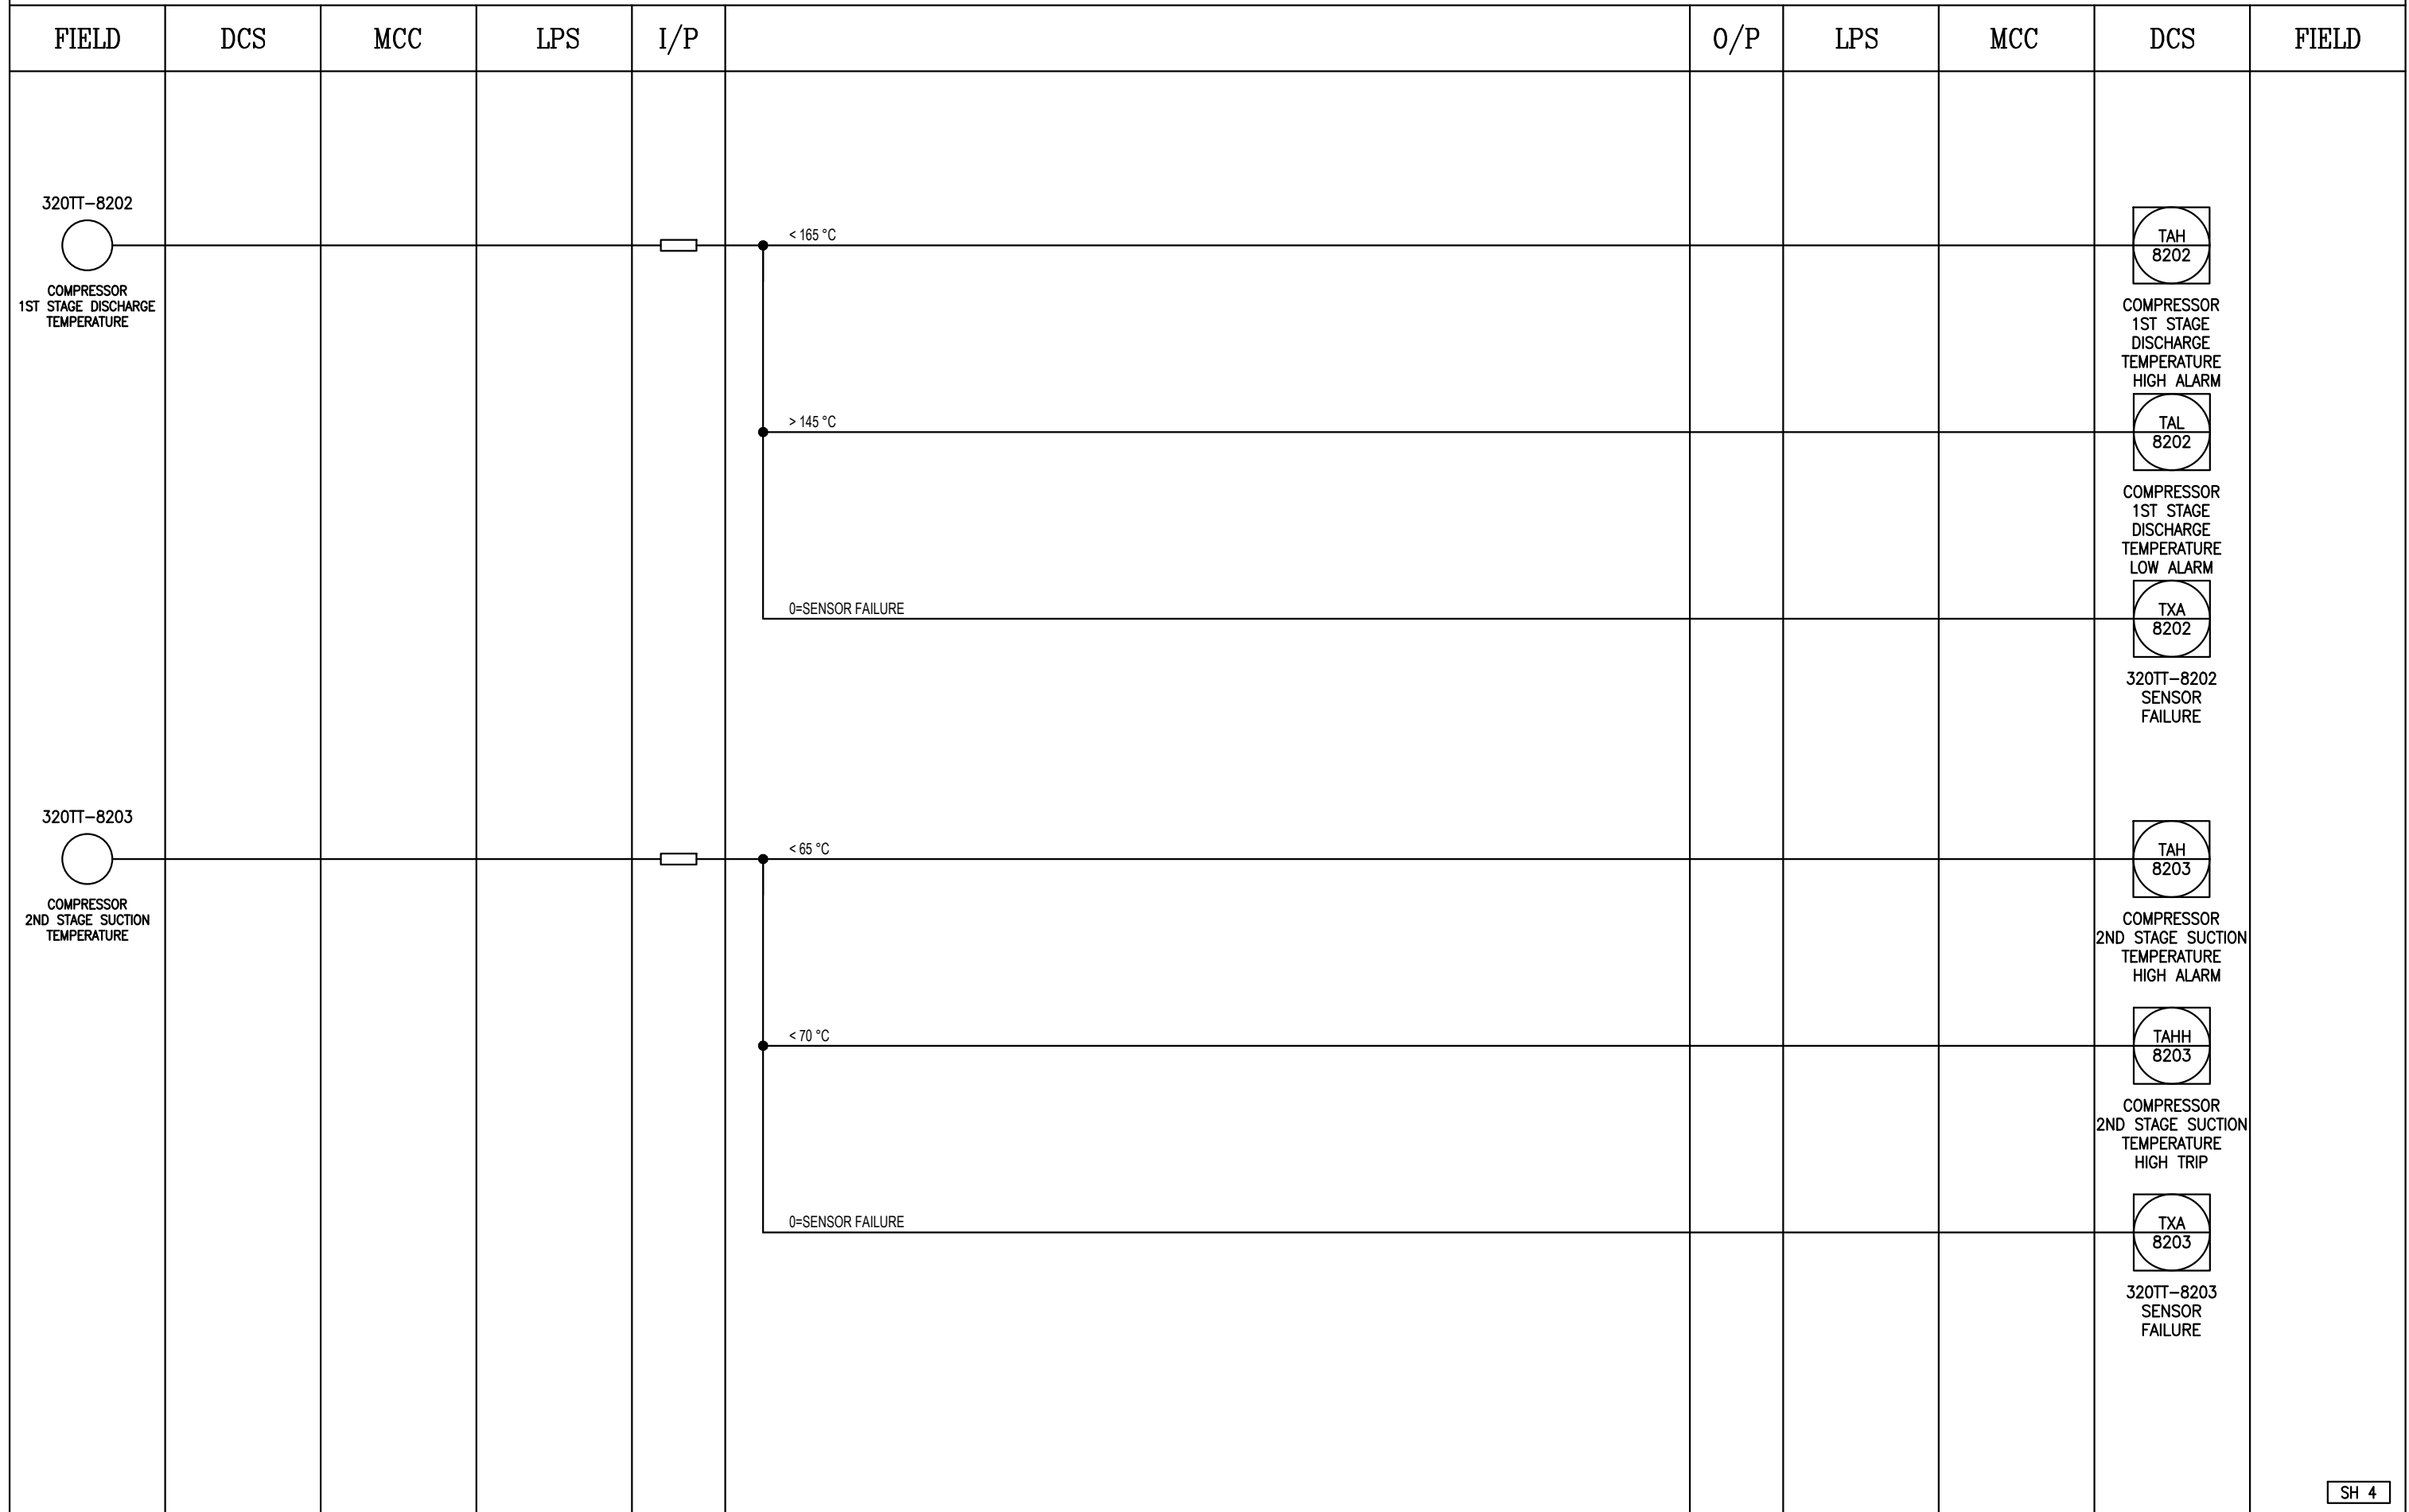 FIELD
DCS
MCC
LPS
I/P
O/P
LPS
MCC
DCS
FIELD
320TT-8202
COMPRESSOR
1ST STAGE DISCHARGE
TEMPERATURE
< 165 °C
TAH
8202
COMPRESSOR
1ST STAGE
DISCHARGE
TEMPERATURE
HIGH ALARM
> 145 °C
TAL
8202
COMPRESSOR
1ST STAGE
DISCHARGE
TEMPERATURE
LOW ALARM
0=SENSOR FAILURE
TXA
8202
320TT-8202
SENSOR
FAILURE
320TT-8203
COMPRESSOR
2ND STAGE SUCTION
TEMPERATURE
< 65 °C
TAH
8203
COMPRESSOR
2ND STAGE SUCTION
TEMPERATURE
HIGH ALARM
< 70 °C
TAHH
8203
COMPRESSOR
2ND STAGE SUCTION
TEMPERATURE
HIGH TRIP
0=SENSOR FAILURE
TXA
8203
320TT-8203
SENSOR
FAILURE
SH 4